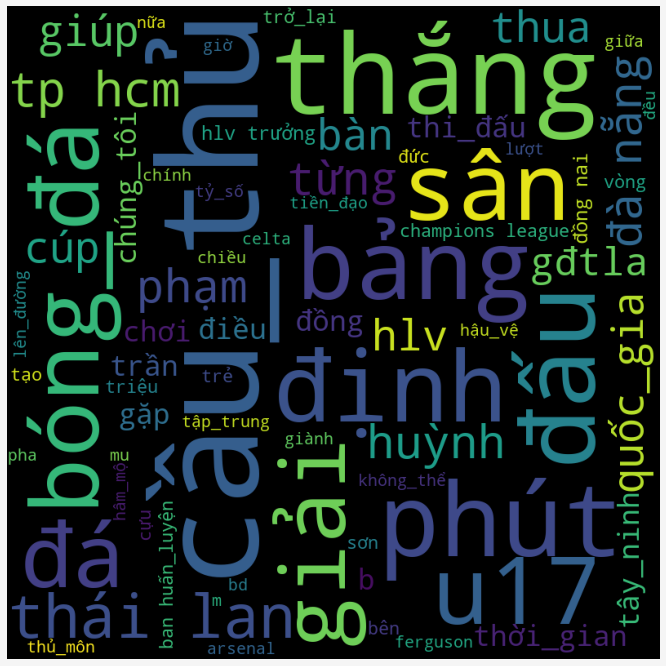 giúp
nữa
trở_lại
thua
giữa
giờ
tp hcm
cầu_thủ
thắng
đà nẵng
đều
bóng_đá
chúng_tôi
hlv trưởng
bàn
thi_đấu
lượt
chính
tỷ_số
từng
đức
sân
đồng nai
vòng
tiền_đạo
cúp
celta
champions league
chiều
bảng
gđtla
phạm
lên_đường
chơi
điều
đồng
hlv
hậu_vệ
đấu
quốc_gia
trần
định
tạo
triệu
trẻ
gặp
tập_trung
giành
huỳnh
pha
mu
hâm_mộ
giải
không_thể
phút
đá
cựu
ban huấn_luyện
sơn
tây_ninh
bd
b
u17
thái lan
m
bên
thời_gian
thủ_môn
arsenal
ferguson